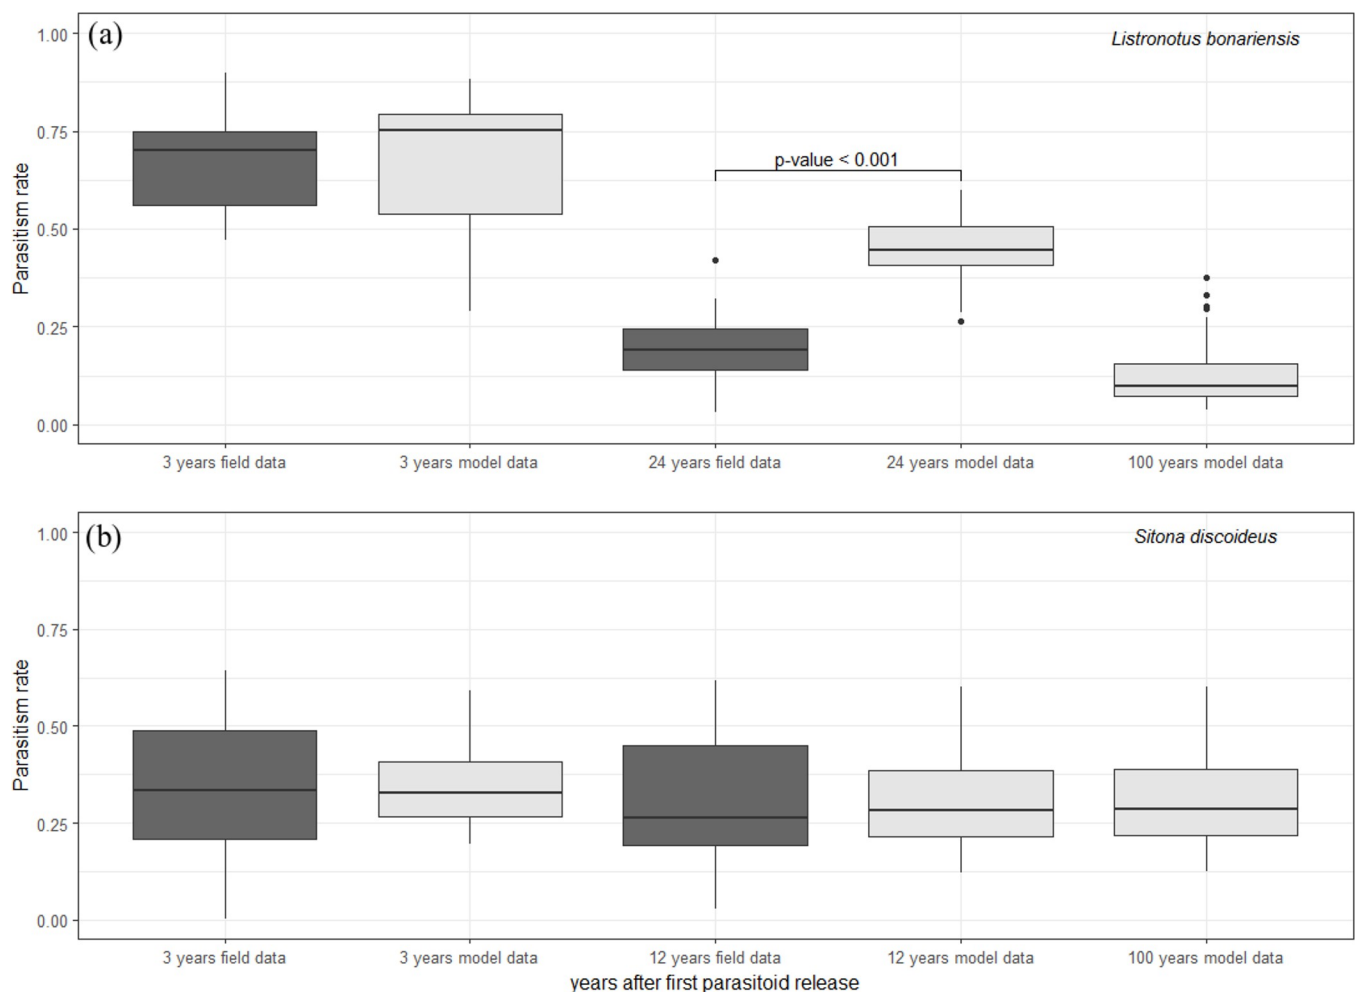 (a)
Listronotus bonariensis
1.00
0.75
0.50
0.25
0.00
Parasitism rate
p-value < 0.001
3 years field data
3 years model data
24 years field data
24 years model data
100 years model data
(b)
Sitona discoideus
1.00
0.75
0.50
0.25
0.00
Parasitism rate
3 years field data
3 years model data
12 years field data
12 years model data
100 years model data
years after first parasitoid release